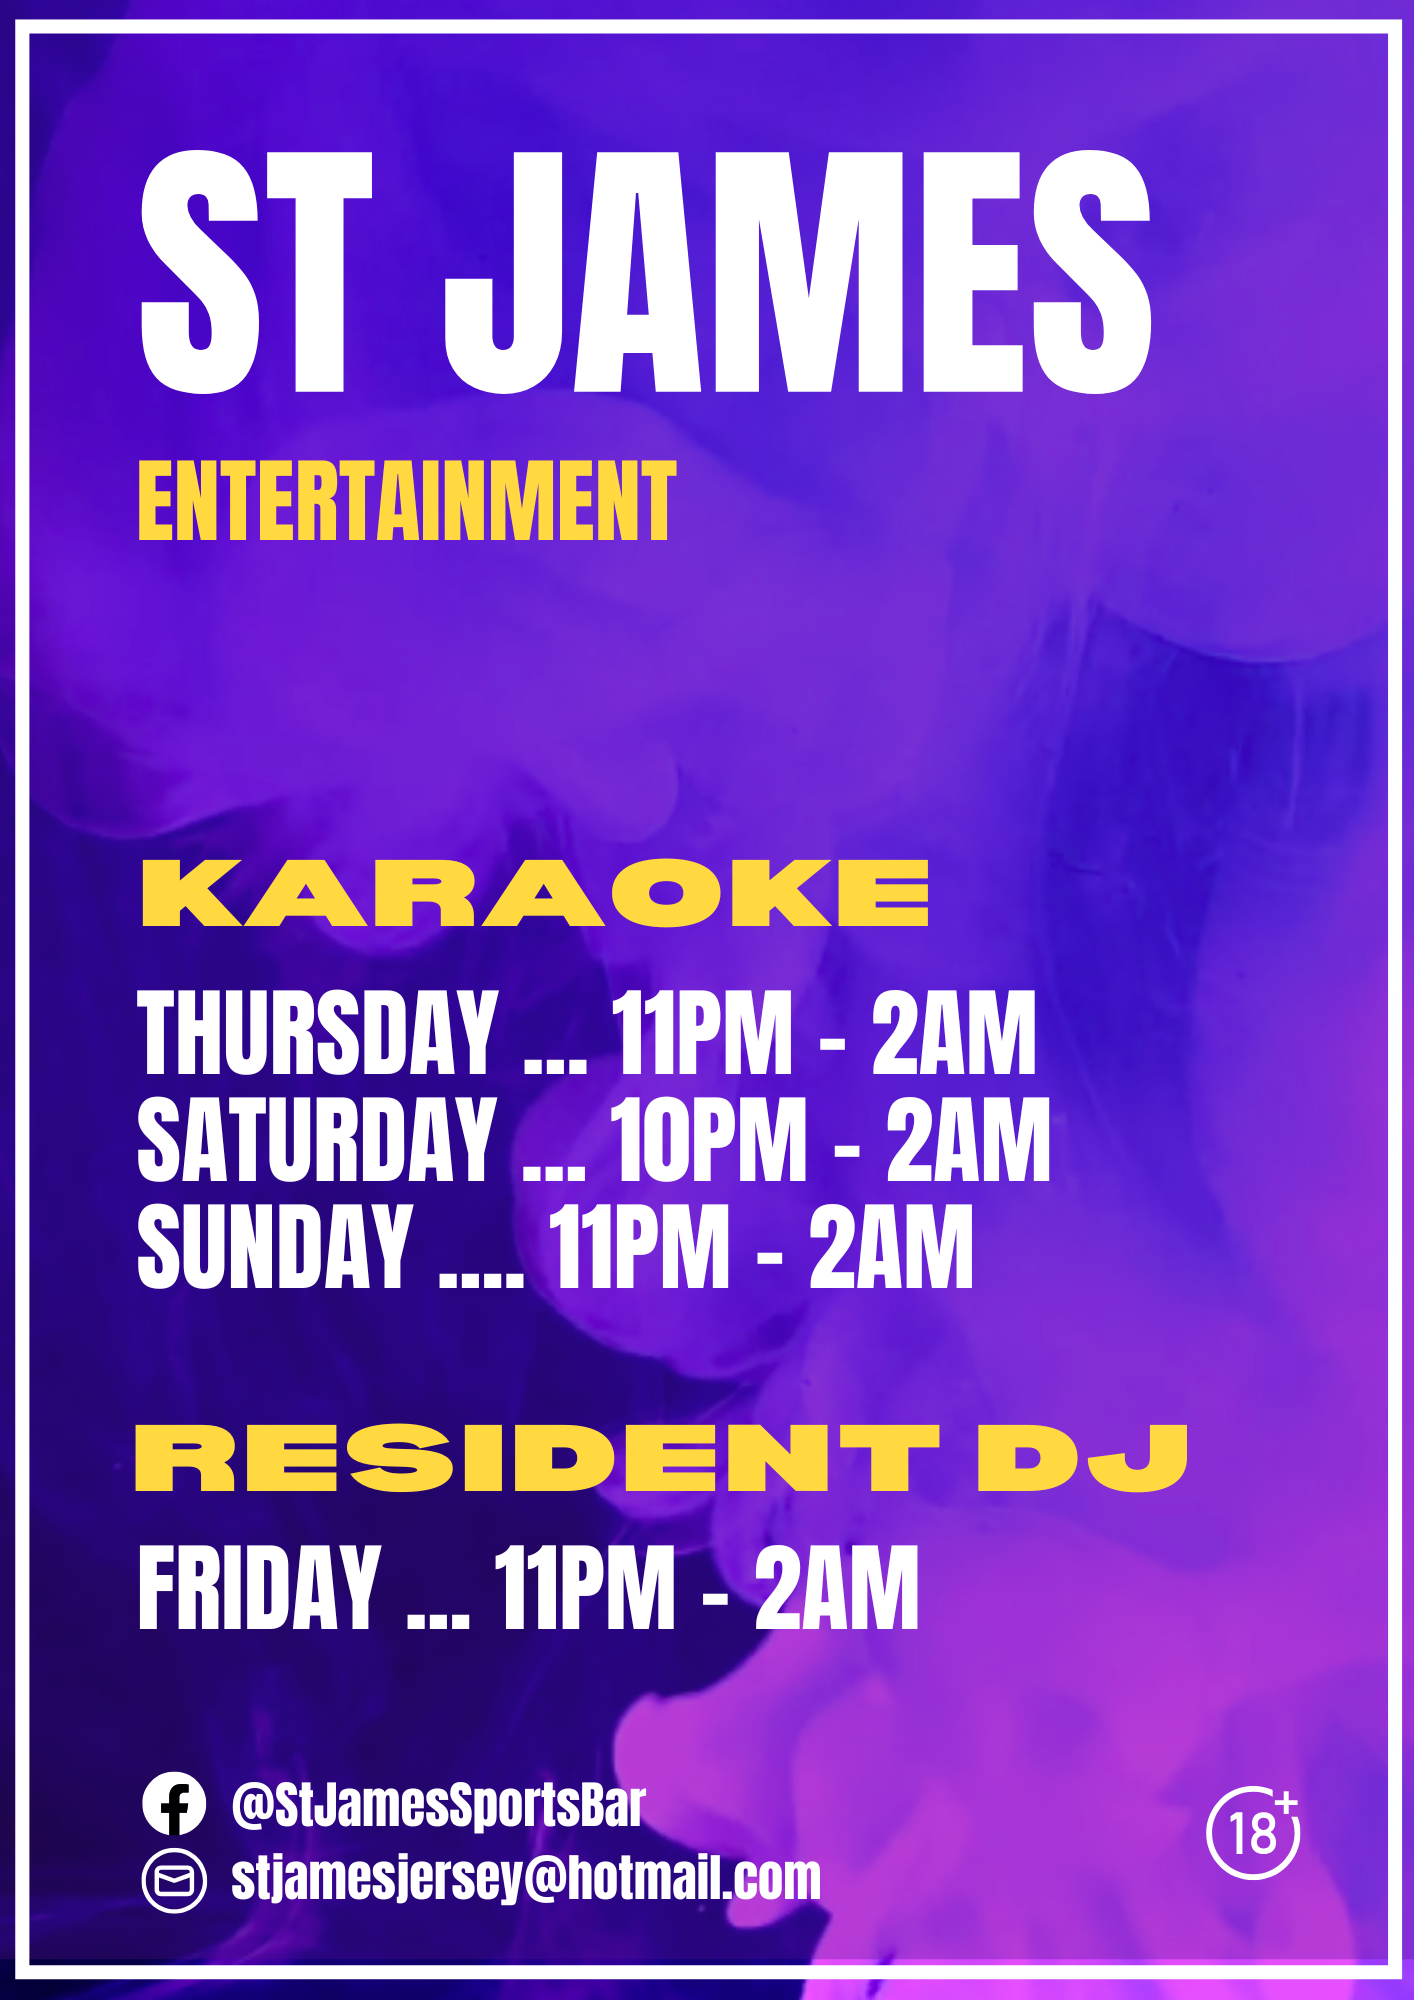 ST JAMES
ENTERTAINMENT
KARAOKE
THURSDAY ... 11PM - 2AM
SATURDAY ... 10PM - 2AM
SUNDAY .... 11PM - 2AM
RESIDENT DJ
FRIDAY ... 11PM - 2AM
@StJamesSportsBar
stjamesjersey@hotmail.com
18+